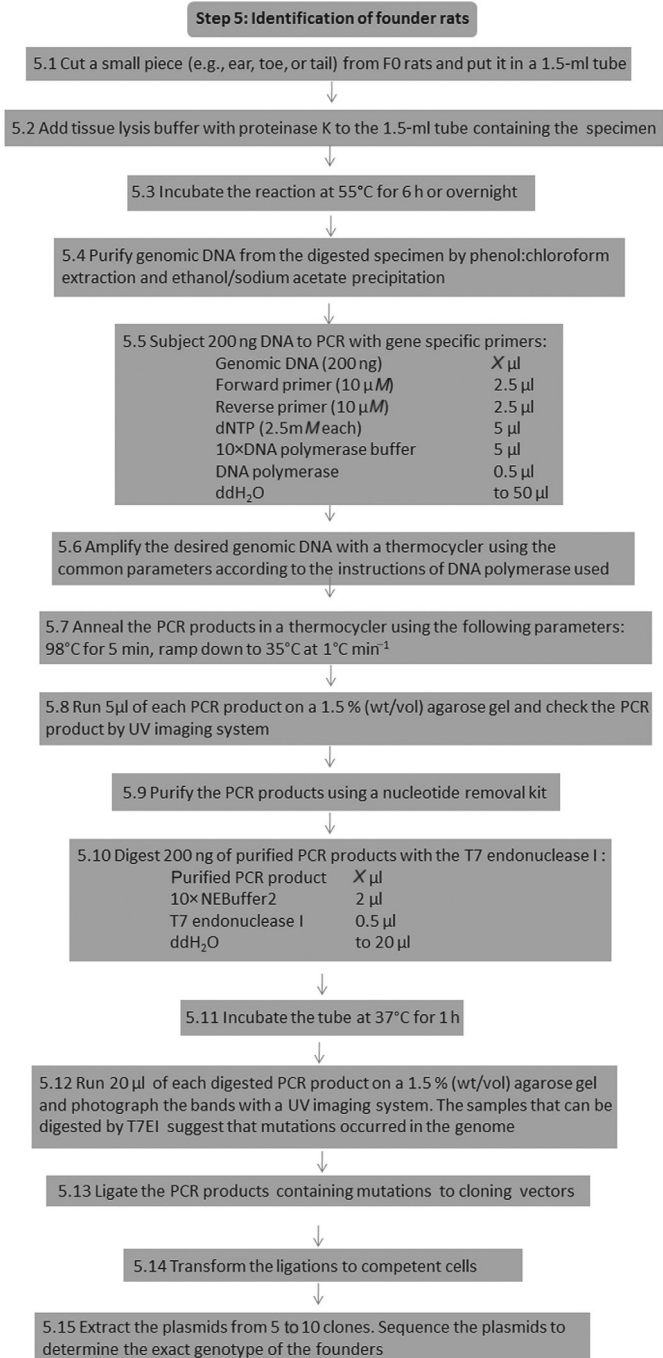 Step 5: Identification of founder rats
5.1 Cut a small piece (e.g., ear, toe, or tail) from F0 rats and put it in a 1.5-ml tube
5.2 Add tissue lysis buffer with proteinase K to the 1.5-ml tube containing the specimen
5.3 Incubate the reaction at 55°C for 6 h or overnight
5.4 Purify genomic DNA from the digested specimen by phenol:chloroform
extraction and ethanol/sodium acetate precipitation
5.5 Subject 200 ng DNA to PCR with gene specific primers:
Genomic DNA (200 ng) X μl
Forward primer (10 μM) 2.5 μl
Reverse primer (10 μM) 2.5 μl
dNTP (2.5mM each) 5 μl
10×DNA polymerase buffer 5 μl
DNA polymerase 0.5 μl
ddH₂O to 50 μl
5.6 Amplify the desired genomic DNA with a thermocycler using the
common parameters according to the instructions of DNA polymerase used
5.7 Anneal the PCR products in a thermocycler using the following parameters:
98°C for 5 min, ramp down to 35°C at 1°C min⁻¹
5.8 Run 5μl of each PCR product on a 1.5 % (wt/vol) agarose gel and check the PCR
product by UV imaging system
5.9 Purify the PCR products using a nucleotide removal kit
5.10 Digest 200 ng of purified PCR products with the T7 endonuclease I :
Purified PCR product X μl
10× NEBuffer2 2 μl
T7 endonuclease I 0.5 μl
ddH₂O to 20 μl
5.11 Incubate the tube at 37°C for 1 h
5.12 Run 20 μl of each digested PCR product on a 1.5 % (wt/vol) agarose gel
and photograph the bands with a UV imaging system. The samples that can be
digested by T7EI suggest that mutations occurred in the genome
5.13 Ligate the PCR products containing mutations to cloning vectors
5.14 Transform the ligations to competent cells
5.15 Extract the plasmids from 5 to 10 clones. Sequence the plasmids to
determine the exact genotype of the founders